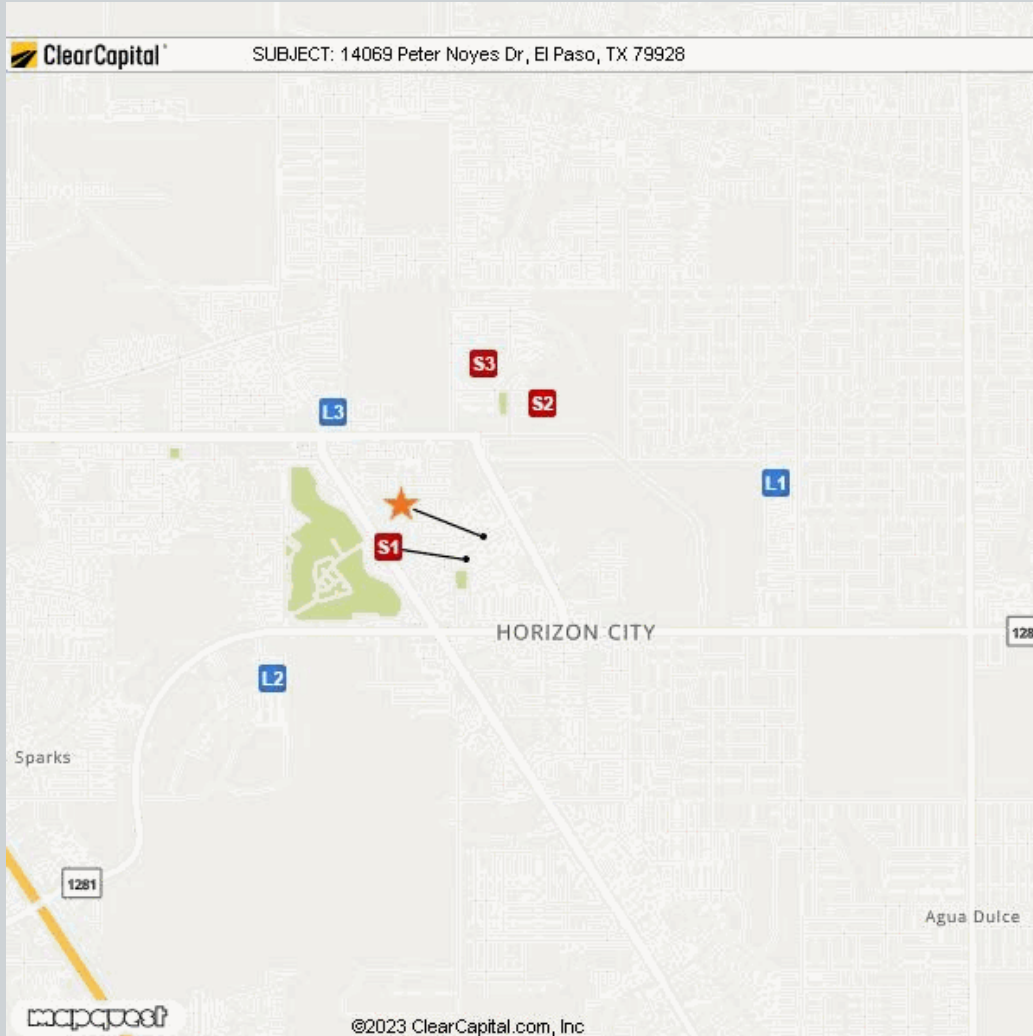 ClearCapital
SUBJECT: 14069 Peter Noyes Dr, El Paso, TX 79928
S3
S2
L3
L1
S1
HORIZON CITY
128
L2
Sparks
1281
Agua Dulce
mapquest
©2023 ClearCapital.com, Inc